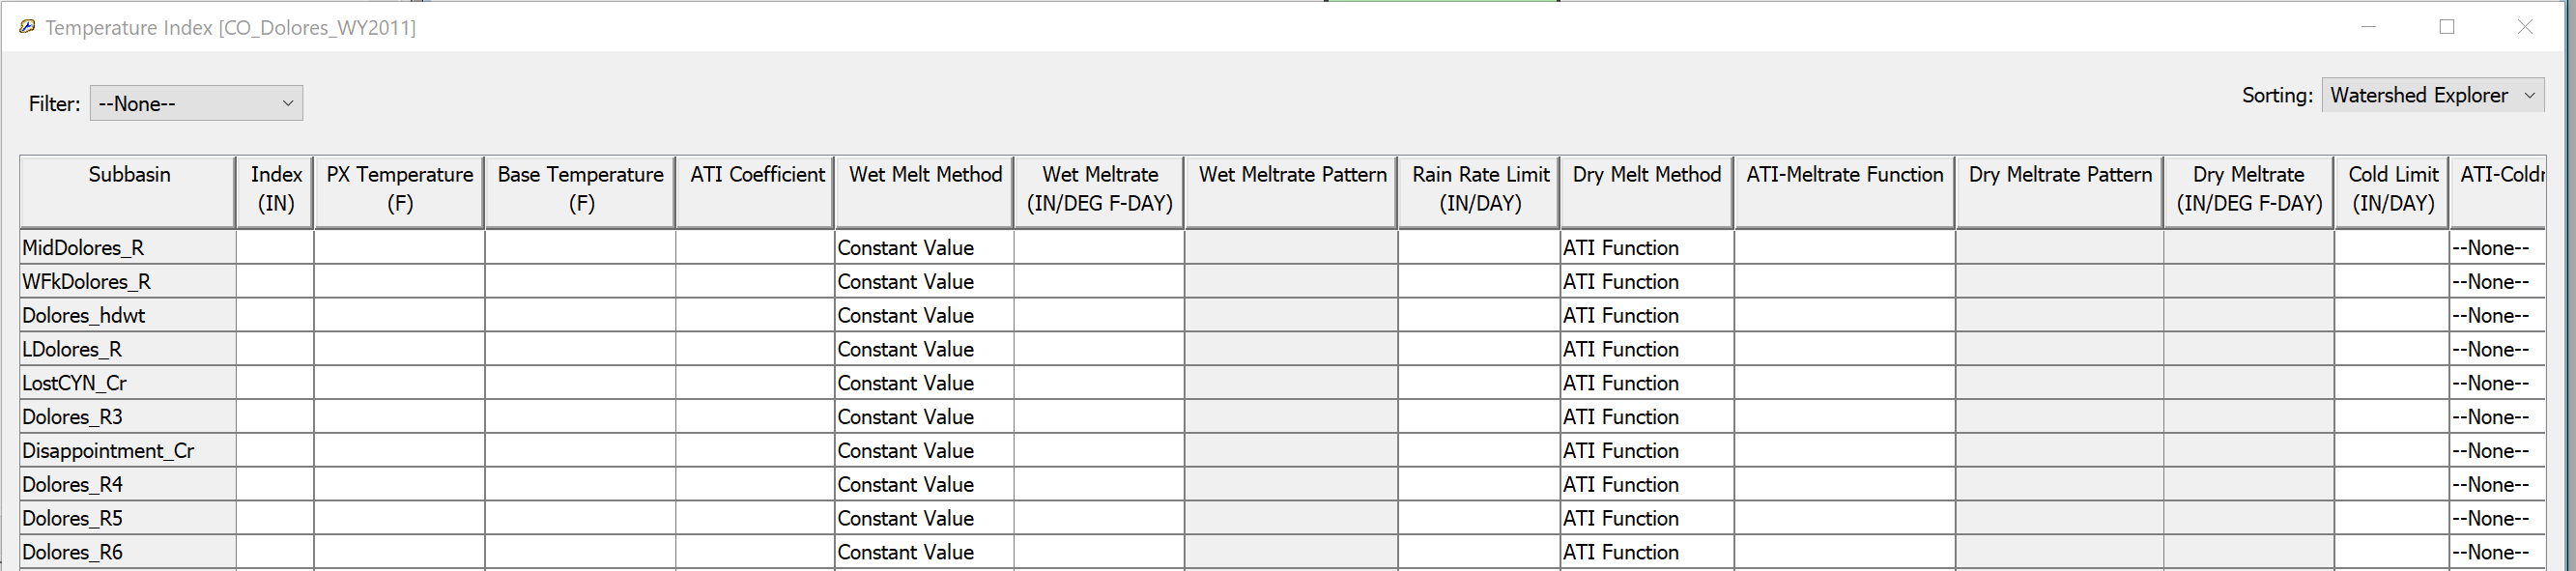 Temperature Index [CO_Dolores_WY2011]
Filter: --None-- Sorting: Watershed Explorer
Subbasin Index (IN) PX Temperature (F) Base Temperature (F) ATI Coefficient Wet Melt Method Wet Meltrate (IN/DEG F-DAY) Wet Meltrate Pattern Rain Rate Limit (IN/DAY) Dry Melt Method ATI-Meltrate Function Dry Meltrate Pattern Dry Meltrate (IN/DEG F-DAY) Cold Limit (IN/DAY) ATI-Coldr
MidDolores_R Constant Value ATI Function --None--
WFkDolores_R Constant Value ATI Function --None--
Dolores_hdwt Constant Value ATI Function --None--
LDolores_R Constant Value ATI Function --None--
LostCYN_Cr Constant Value ATI Function --None--
Dolores_R3 Constant Value ATI Function --None--
Disappointment_Cr Constant Value ATI Function --None--
Dolores_R4 Constant Value ATI Function --None--
Dolores_R5 Constant Value ATI Function --None--
Dolores_R6 Constant Value ATI Function --None--